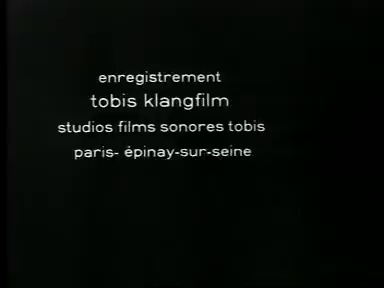 enregistrement
tobis klangfilm
studios films sonores tobis
paris- épinay-sur-seine